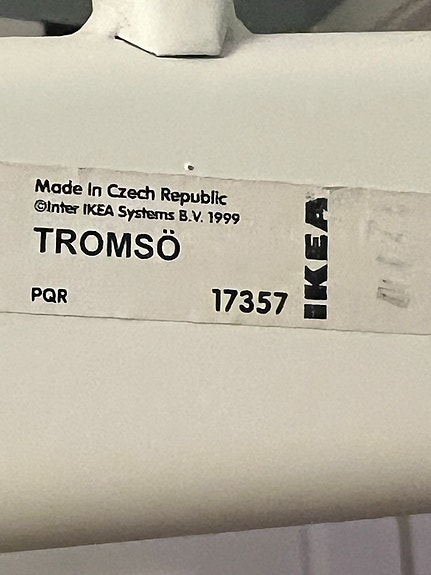 Made In Czech Republic
©Inter IKEA Systems B.V. 1999
TROMSÖ
PQR 17357
IKEA